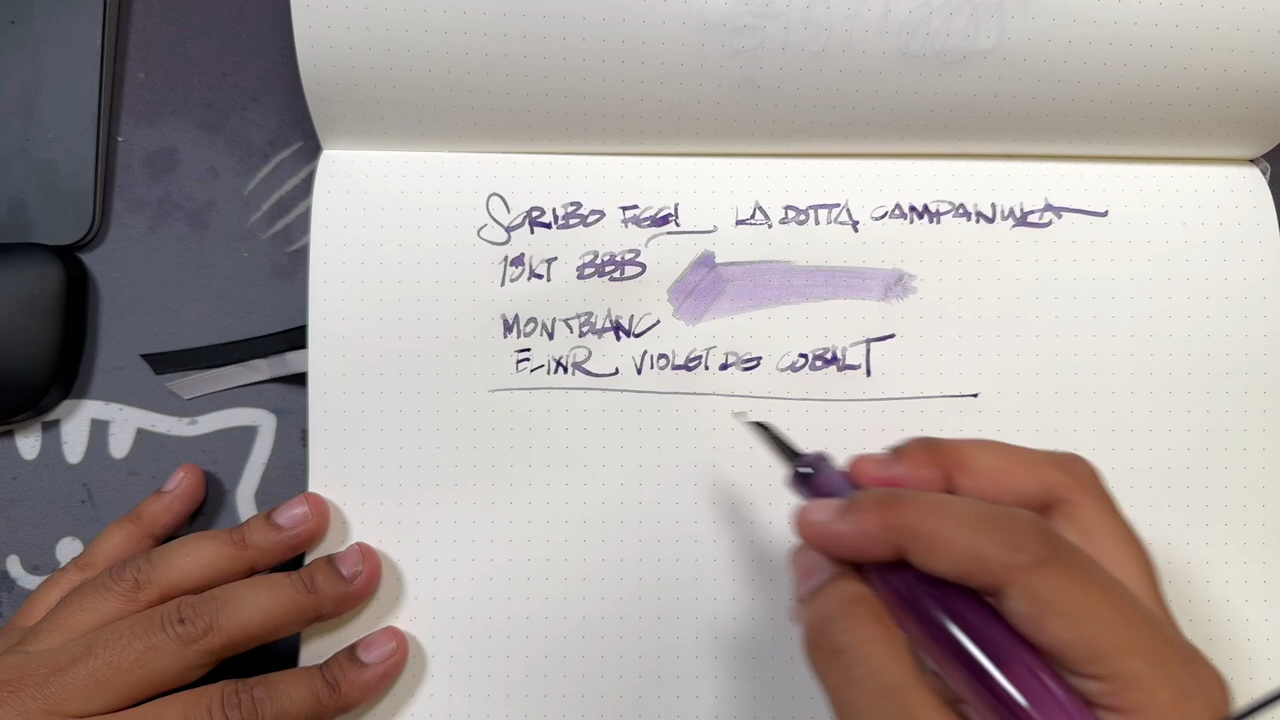 SCRIBO FEEL LA DOTTA CAMPANULA
18KT BBB
MONTBLANC
ELIXIR VIOLET DE COBALT